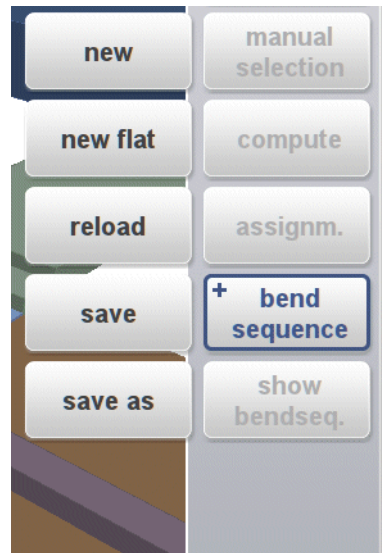 new
manual
selection
new flat
compute
reload
assignm.
save
+ bend
sequence
save as
show
bendseq.